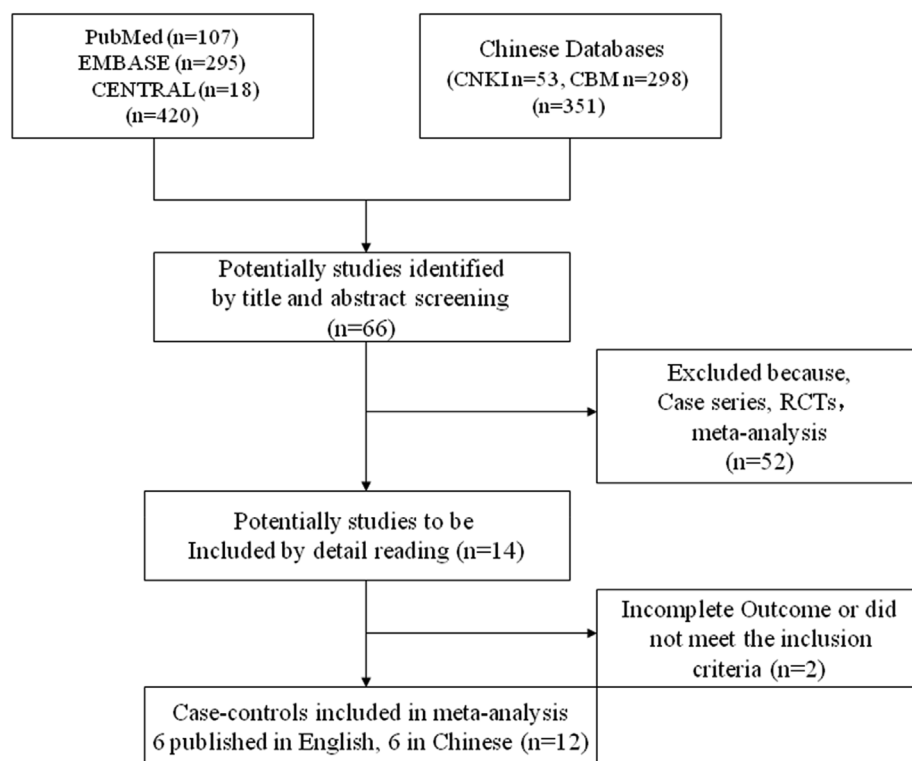 PubMed (n=107)
EMBASE (n=295)
CENTRAL (n=18)
(n=420)
Chinese Databases
(CNKI n=53, CBM n=298)
(n=351)
Potentially studies identified
by title and abstract screening
(n=66)
Excluded because,
Case series, RCTs，
meta-analysis
(n=52)
Potentially studies to be
Included by detail reading (n=14)
Incomplete Outcome or did
not meet the inclusion
criteria (n=2)
Case-controls included in meta-analysis
6 published in English, 6 in Chinese (n=12)